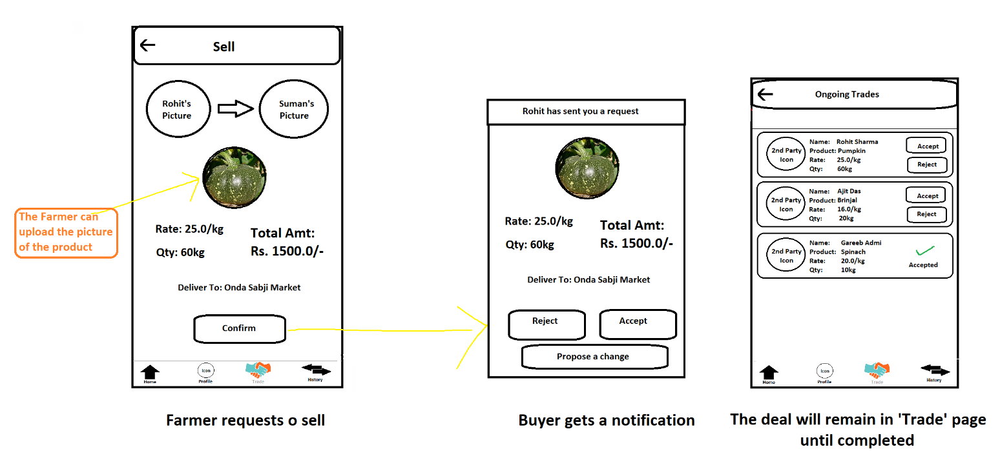 Sell
Rohit's
Picture
Suman's
Picture
The Farmer can
upload the picture
of the product
Rate: 25.0/kg
Total Amt:
Rs. 1500.0/-
Qty: 60kg
Deliver To: Onda Sabji Market
Confirm
Icon
Home
Profile
Trade
History
Farmer requests o sell
Rohit has sent you a request
Rate: 25.0/kg
Total Amt:
Rs. 1500.0/-
Qty: 60kg
Deliver To: Onda Sabji Market
Reject
Accept
Propose a change
Buyer gets a notification
Ongoing Trades
2nd Party
Icon
Name: Rohit Sharma
Product: Pumpkin
Rate: 25.0/kg
Qty: 60kg
Accept
Reject
2nd Party
Icon
Name: Ajit Das
Product: Brinjal
Rate: 16.0/kg
Qty: 20kg
Accept
Reject
2nd Party
Icon
Name: Gareeb Admi
Product: Spinach
Rate: 20.0/kg
Qty: 10kg
Accepted
Icon
Home
Profile
Trade
History
The deal will remain in 'Trade' page
until completed